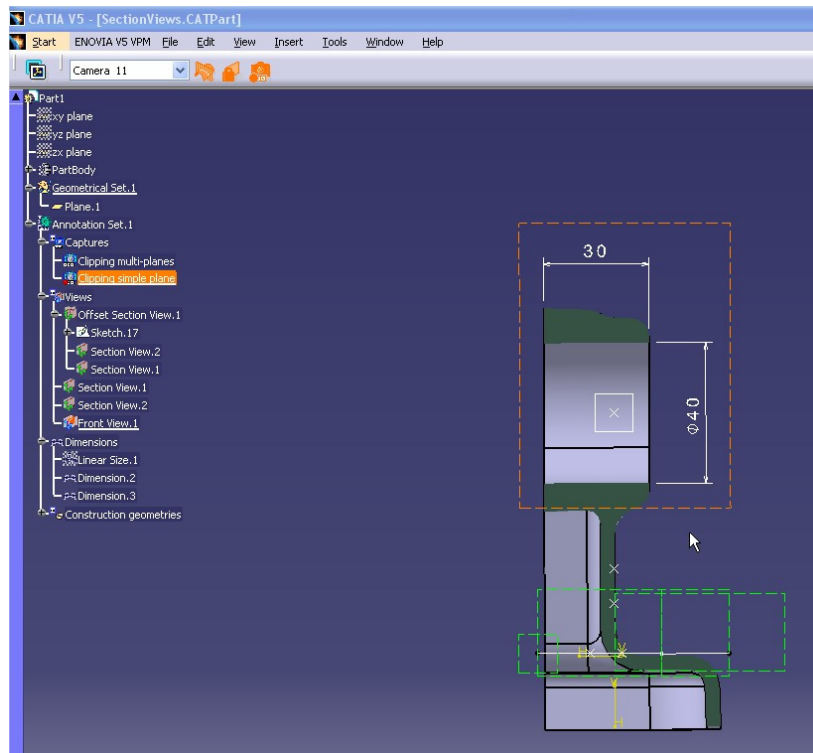 CATIA V5 - [SectionViews.CATPart]
Start ENOVIA V5 VPM File Edit View Insert Tools Window Help
Camera 11
Part1
xy plane
yz plane
zx plane
PartBody
Geometrical Set.1
Plane.1
Annotation Set.1
Captures
Clipping multi-planes
Clipping simple plane
Views
Offset Section View.1
Sketch.17
Section View.2
Section View.1
Section View.1
Section View.2
Front View.1
Dimensions
Linear Size.1
Dimension.2
Dimension.3
Construction geometries
30
⌀40